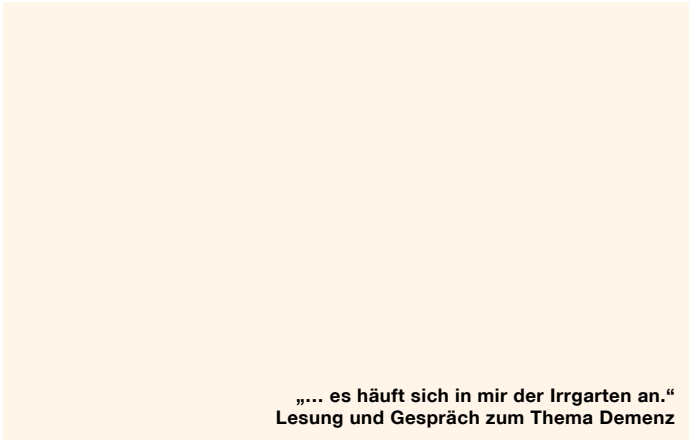 „... es häuft sich in mir der Irrgarten an.“
Lesung und Gespräch zum Thema Demenz